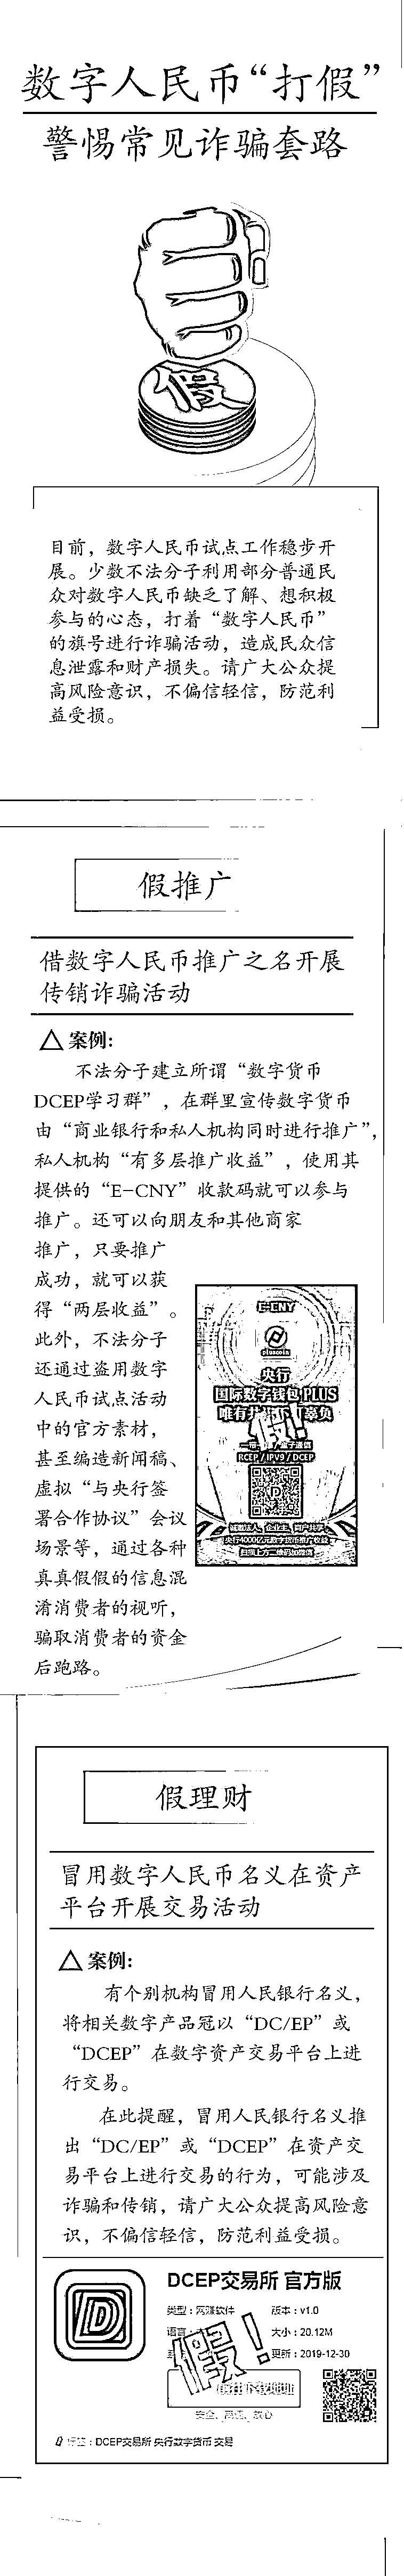 数字人民币“打假”
警惕常见诈骗套路
假
目前，数字人民币试点工作稳步开
展。少数不法分子利用部分普通民
众对数字人民币缺乏了解、想积极
参与的心态，打着“数字人民币”
的旗号进行诈骗活动，造成民众信
息泄露和财产损失。请广大公众提
高风险意识，不偏信轻信，防范利
益受损。
假推广
借数字人民币推广之名开展
传销诈骗活动
案例：
不法分子建立所谓“数字货币
DCEP学习群”，在群里宣传数字货币
由“商业银行和私人机构同时进行推广”，
私人机构“有多层推广收益”，使用其
提供的“E-CNY”收款码就可以参与
推广。还可以向朋友和其他商家
推广，只要推广
成功，就可以获
得“两层收益”。
此外，不法分子
还通过盗用数字
人民币试点活动
中的官方素材，
甚至编造新闻稿、
虚拟“与央行签
署合作协议”会议
场景等，通过各种
真真假假的信息混
淆消费者的视听，
骗取消费者的资金
后跑路。
E-CNY
央行
国际数字钱包 PLUS
假！
RCEP/IPV9/DCEP
假理财
冒用数字人民币名义在资产
平台开展交易活动
案例：
有个别机构冒用人民银行名义，
将相关数字产品冠以“DC/EP”或
“DCEP”在数字资产交易平台上进
行交易。
在此提醒，冒用人民银行名义推
出“DC/EP”或“DCEP”在资产交
易平台上进行交易的行为，可能涉及
诈骗和传销，请广大公众提高风险意
识，不偏信轻信，防范利益受损。
DCEP交易所 官方版
类型：网赚软件 版本：v1.0
语言： 大小：20.12M
更新：2019-12-30
假！
前往下载地址
安全、高速、放心
标签：DCEP交易所 央行数字货币 交易